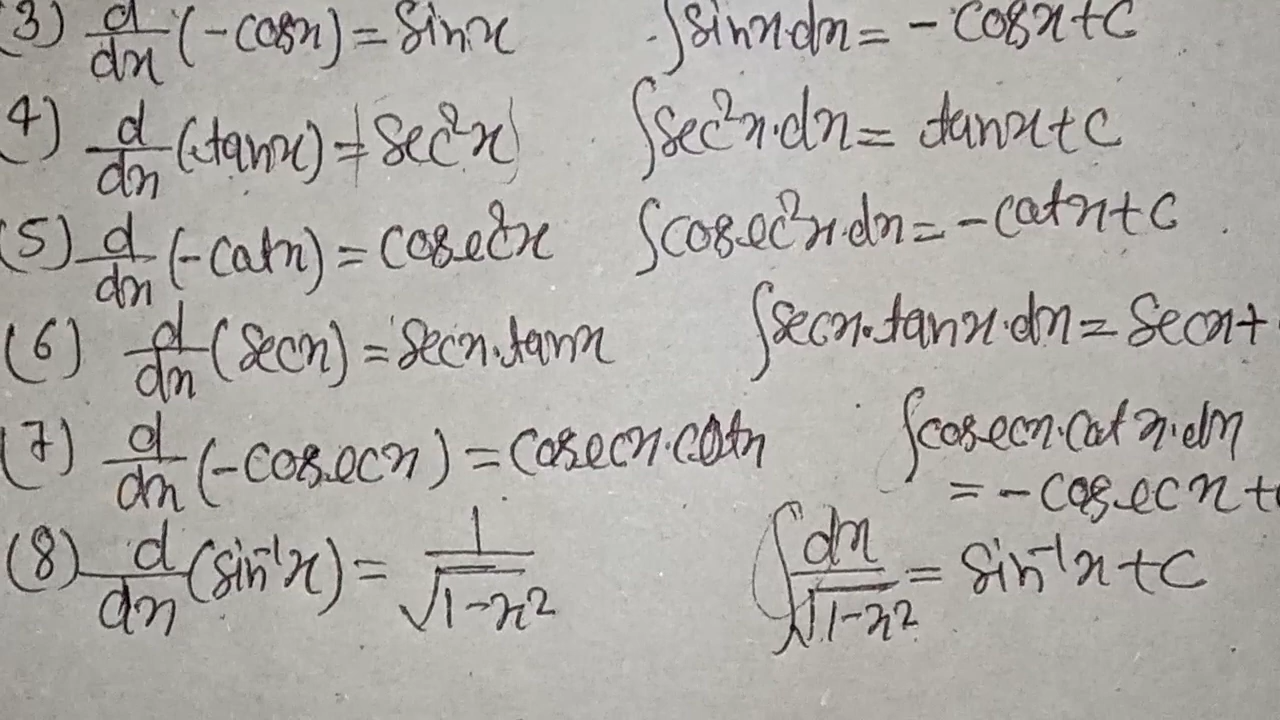 (3) d/dx (-cosx) = sinx ∫sinx·dx = -cosx+c
(4) d/dx (tanx) = sec²x ∫sec²x·dx = tanx+c
(5) d/dx (-cotx) = cosec²x ∫cosec²x·dx = -cotx+c
(6) d/dx (secx) = secx·tanx ∫secx·tanx·dx = secx+
(7) d/dx (-cosecx) = cosecx·cotx ∫cosecx·cotx·dx
= -cosecx+c
(8) d/dx (sin⁻¹x) = 1/√1-x² ∫dx/√1-x² = sin⁻¹x+c